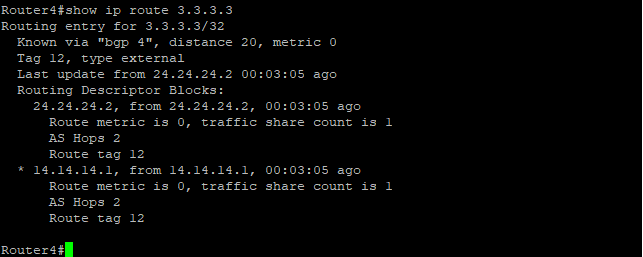 Router4#show ip route 3.3.3.3
Routing entry for 3.3.3.3/32
  Known via "bgp 4", distance 20, metric 0
  Tag 12, type external
  Last update from 24.24.24.2 00:03:05 ago
  Routing Descriptor Blocks:
    24.24.24.2, from 24.24.24.2, 00:03:05 ago
      Route metric is 0, traffic share count is 1
      AS Hops 2
      Route tag 12
  * 14.14.14.1, from 14.14.14.1, 00:03:05 ago
      Route metric is 0, traffic share count is 1
      AS Hops 2
      Route tag 12
Router4#